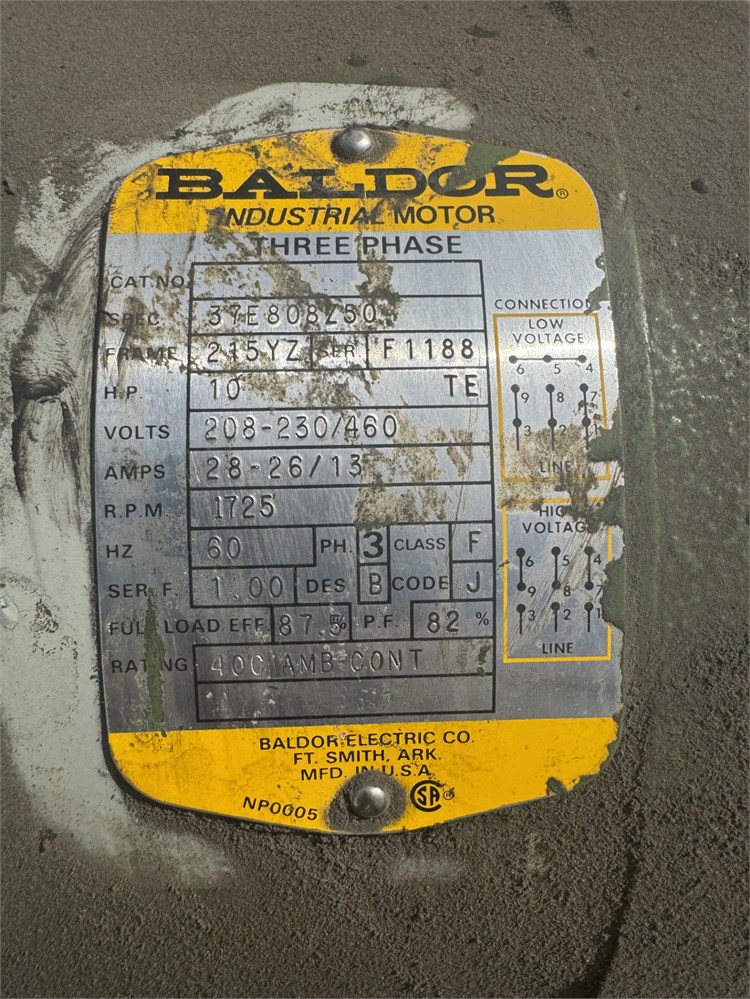 BALDOR®
INDUSTRIAL MOTOR
THREE PHASE
CAT.NO.
SPEC. 37E808Z50
FRAME 215YZ SER F1188
H.P. 10 TE
VOLTS 208-230/460
AMPS 28-26/13
R.P.M 1725
HZ 60 PH. 3 CLASS F
SER. F. 1.00 DES B CODE J
FULL LOAD EFF. 87.5% P.F. 82 %
RATING 40C AMB-CONT
CONNECTION
LOW
VOLTAGE
6 5 4
9 8 7
3 2 1
LINE
HIGH
VOLTAGE
6 5 4
9 8 7
3 2 1
LINE
BALDOR ELECTRIC CO.
FT. SMITH, ARK.
MFD. IN U.S.A.
NP0005 SA ®